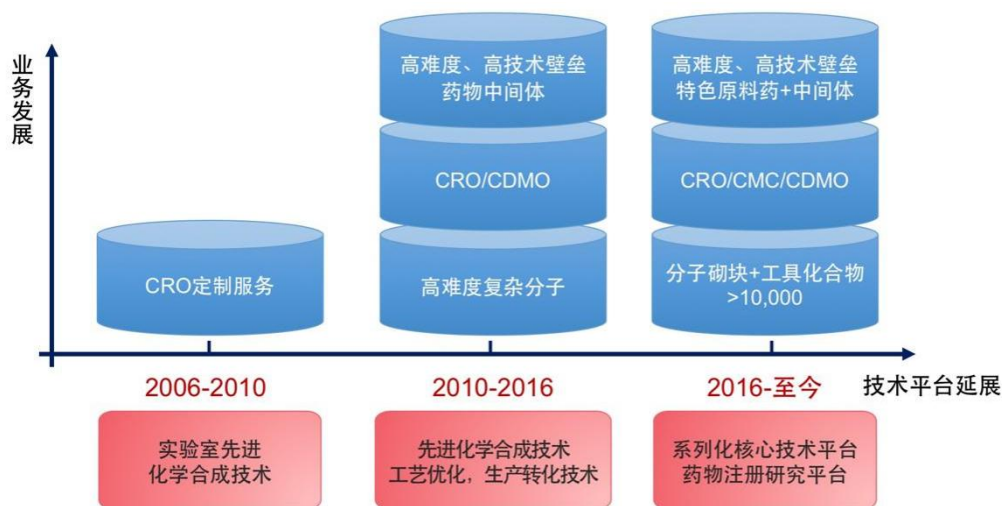 业务发展
高难度、高技术壁垒
药物中间体
高难度、高技术壁垒
特色原料药+中间体
CRO/CDMO
CRO/CMC/CDMO
CRO定制服务
高难度复杂分子
分子砌块+工具化合物
>10,000
2006-2010
2010-2016
2016-至今
技术平台延展
实验室先进
化学合成技术
先进化学合成技术
工艺优化，生产转化技术
系列化核心技术平台
药物注册研究平台